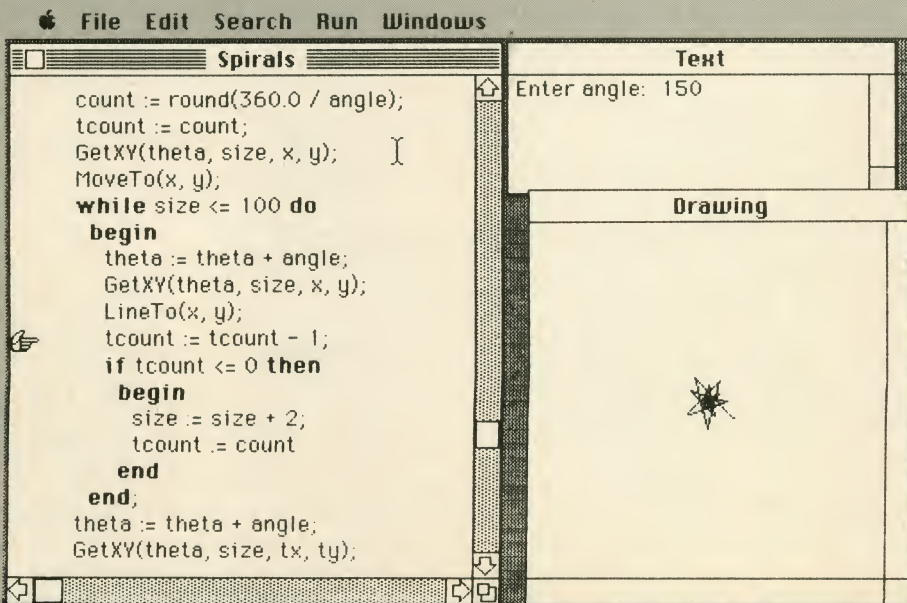 File Edit Search Run Windows
Spirals
count := round(360.0 / angle);
tcount := count;
GetXY(theta, size, x, y);
MoveTo(x, y);
while size <= 100 do
begin
theta := theta + angle;
GetXY(theta, size, x, y);
LineTo(x, y);
tcount := tcount - 1;
if tcount <= 0 then
begin
size := size + 2;
tcount := count
end
end;
theta := theta + angle;
GetXY(theta, size, tx, ty);
Text
Enter angle: 150
Drawing